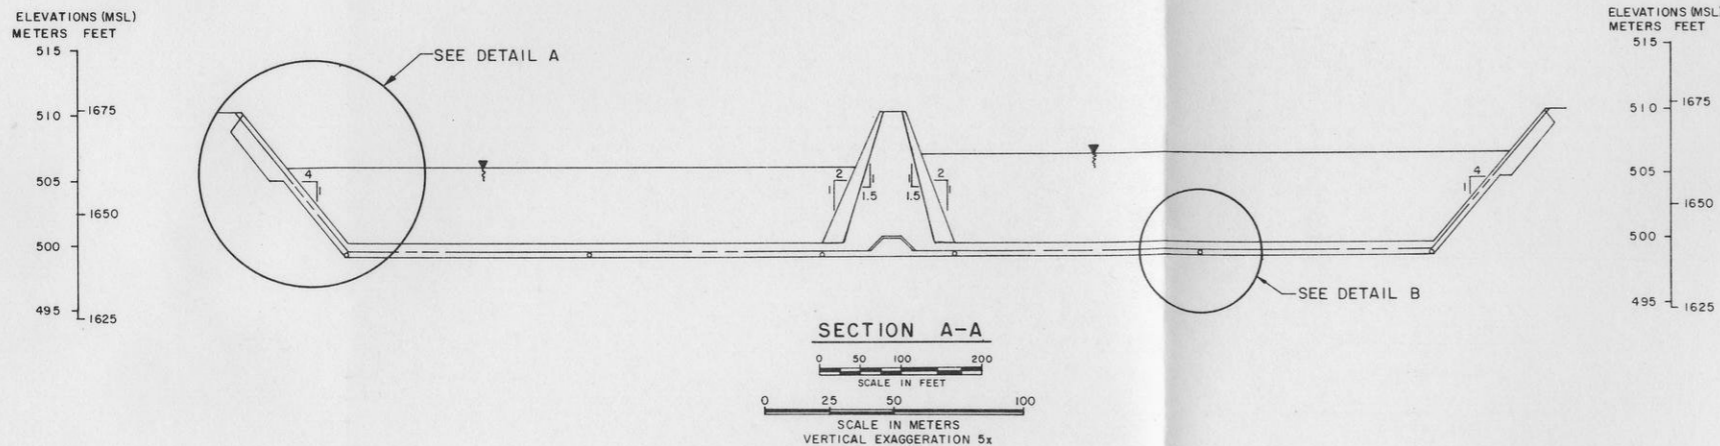 ELEVATIONS (MSL)
METERS FEET
515
510
1675
505
1650
500
495
1625
SEE DETAIL A
4
1
2
1
1
1.5
1
1.5
2
1
4
1
SEE DETAIL B
ELEVATIONS (MSL)
METERS FEET
515
510
1675
505
1650
500
495
1625
SECTION A-A
0 50 100 200
SCALE IN FEET
0 25 50 100
SCALE IN METERS
VERTICAL EXAGGERATION 5x